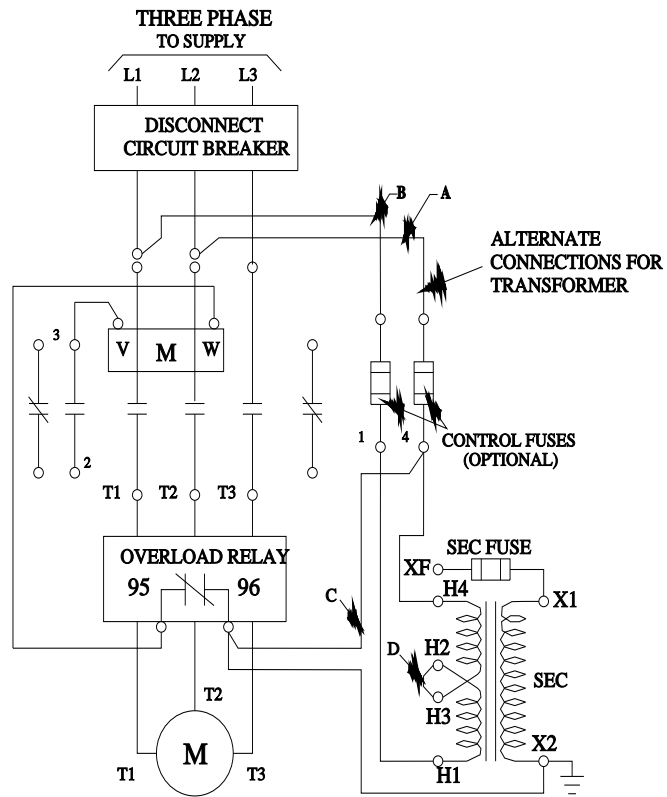 THREE PHASE
TO SUPPLY
L1 L2 L3
DISCONNECT
CIRCUIT BREAKER
B A
ALTERNATE
CONNECTIONS FOR
TRANSFORMER
3
V M W
1 4
CONTROL FUSES
(OPTIONAL)
2
T1 T2 T3
OVERLOAD RELAY
95 96
SEC FUSE
XF
H4 X1
C
D H2
SEC
H3
T2
X2
M
T1 T3
H1